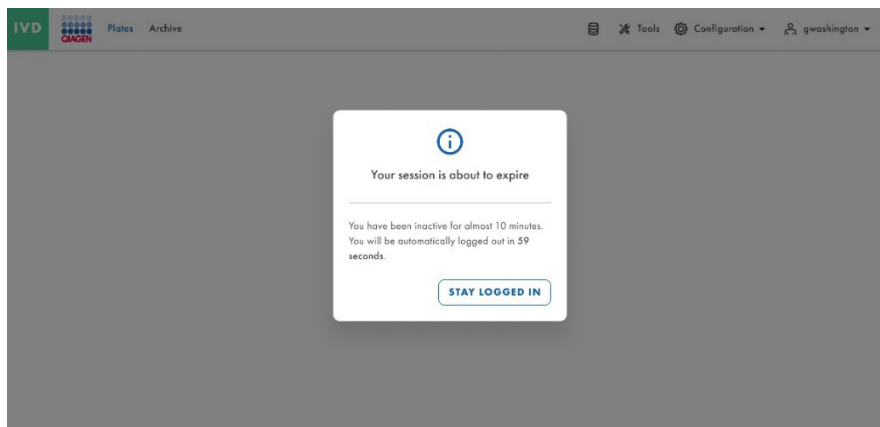 IVD
QIAGEN
Plates Archive
Tools Configuration gwashington
Your session is about to expire
You have been inactive for almost 10 minutes.
You will be automatically logged out in 59
seconds.
STAY LOGGED IN